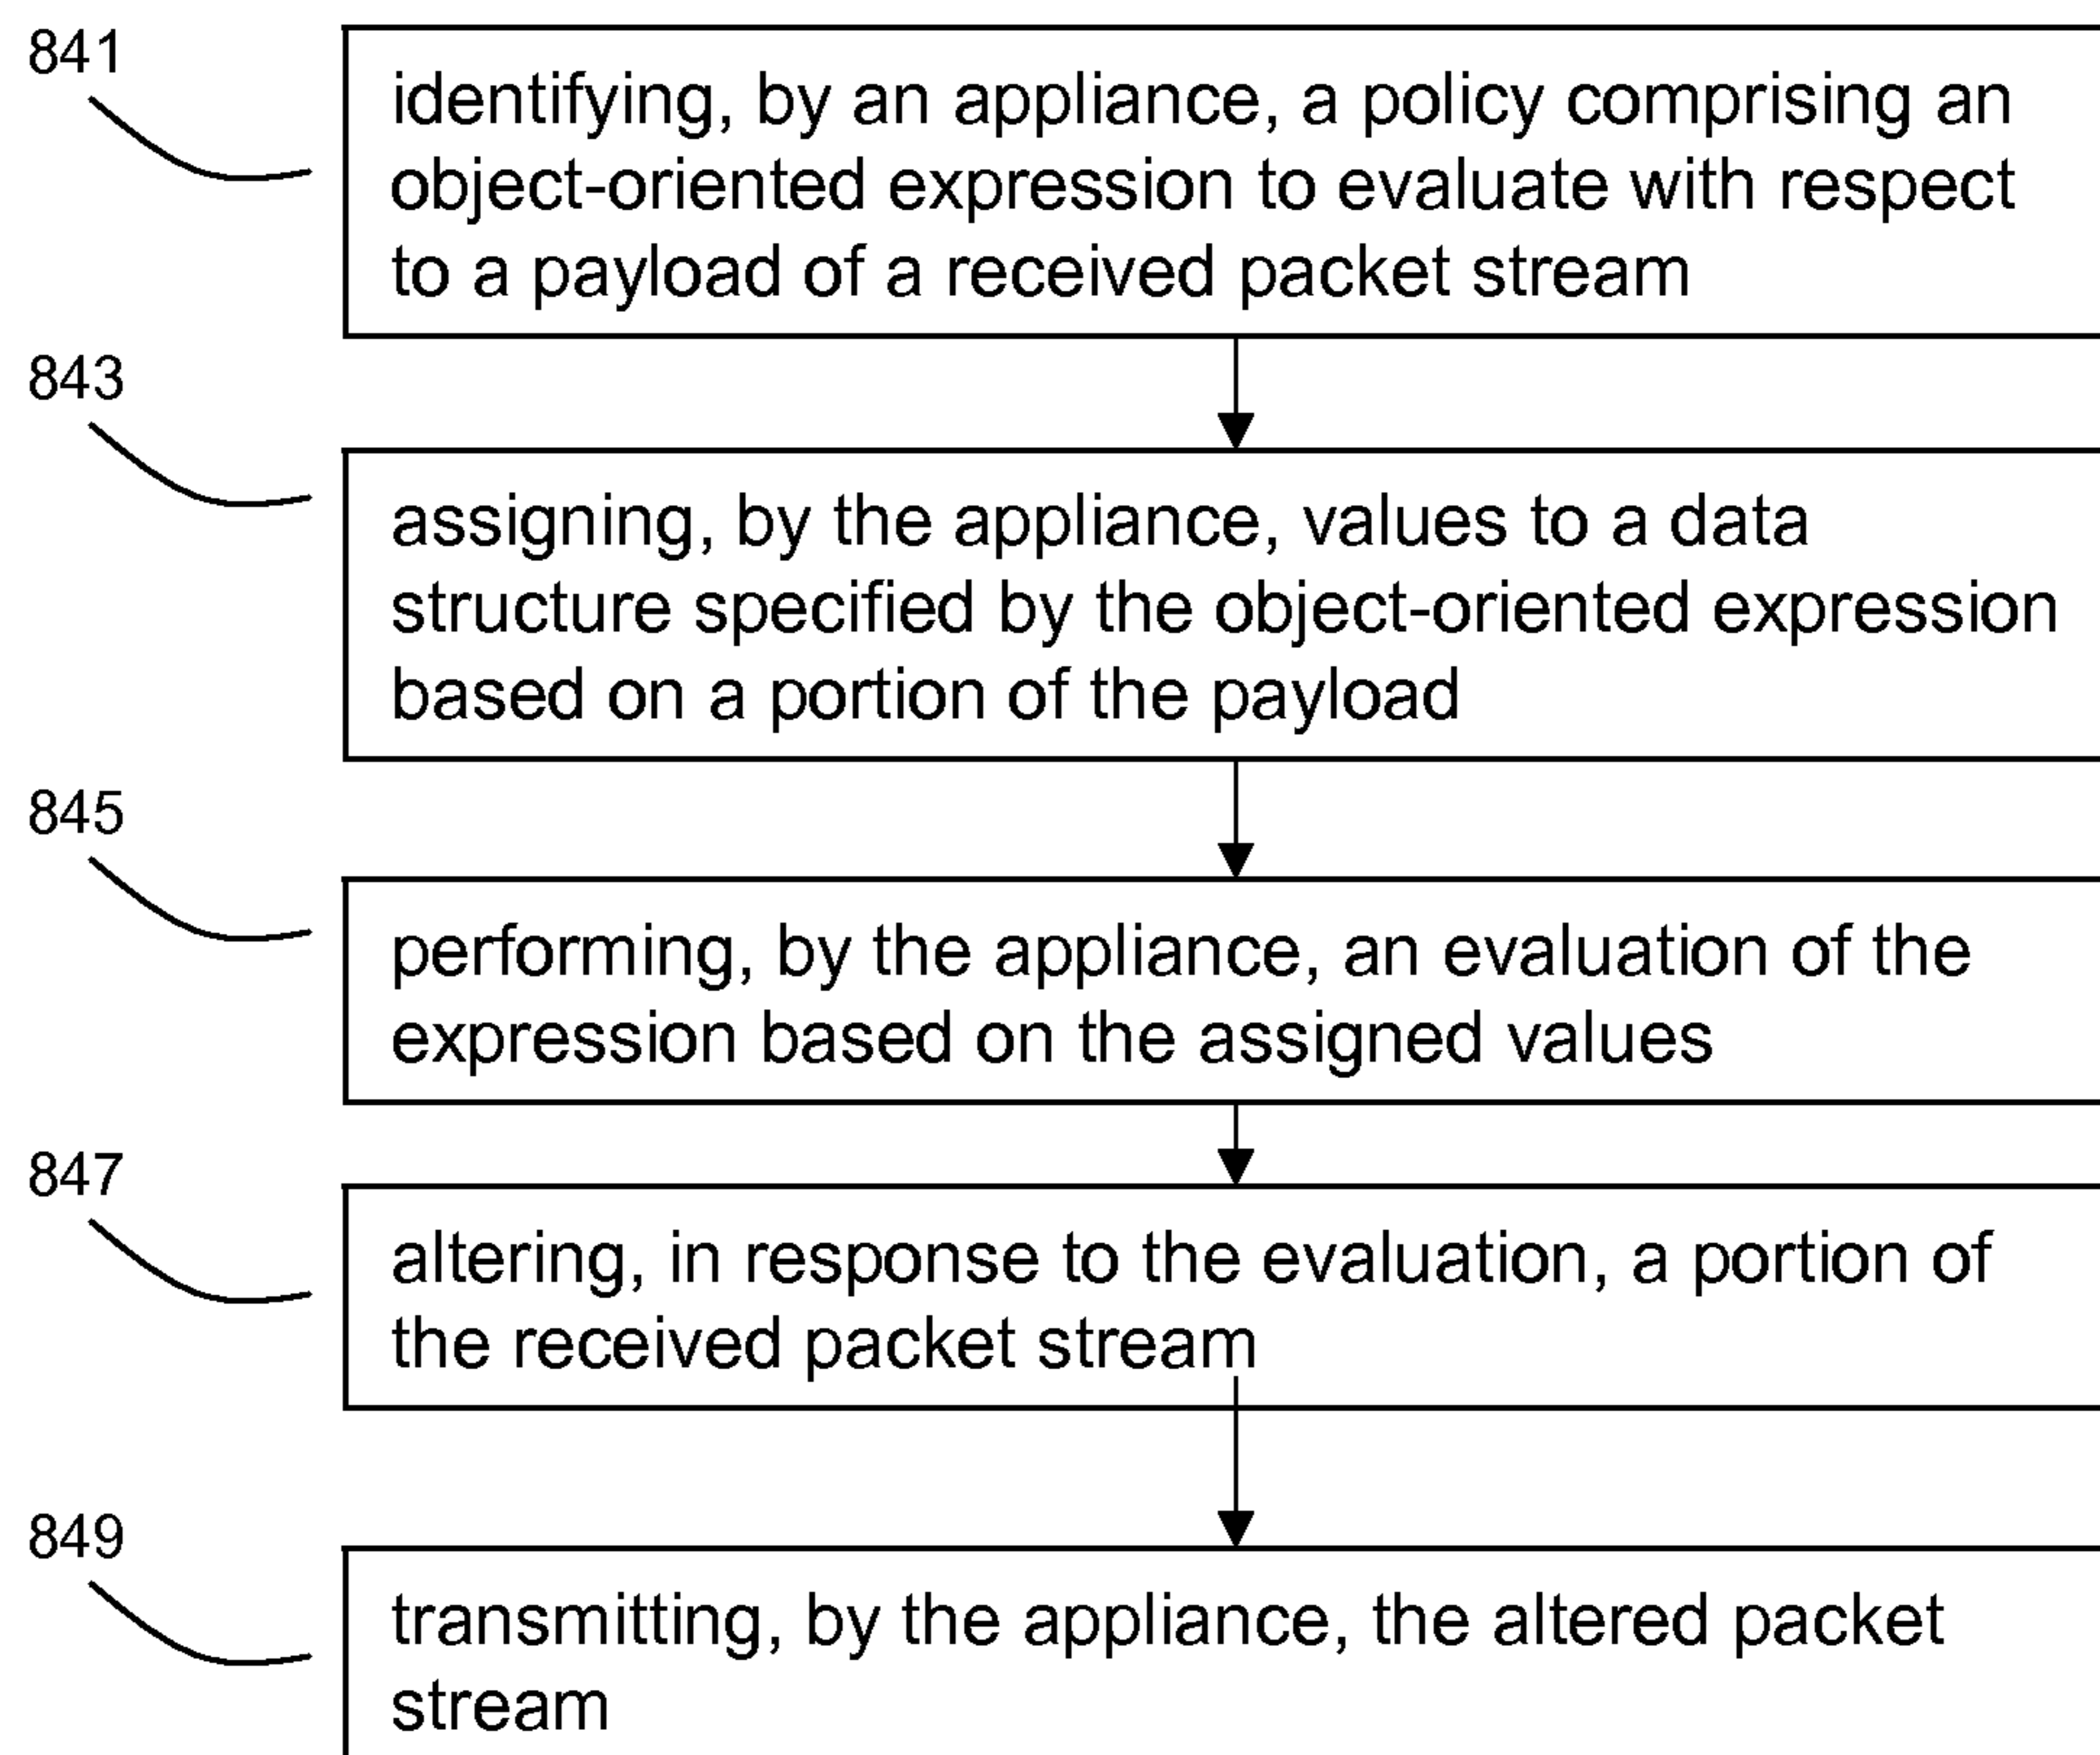 841
identifying, by an appliance, a policy comprising an
object-oriented expression to evaluate with respect
to a payload of a received packet stream
843
assigning, by the appliance, values to a data
structure specified by the object-oriented expression
based on a portion of the payload
845
performing, by the appliance, an evaluation of the
expression based on the assigned values
847
altering, in response to the evaluation, a portion of
the received packet stream
849
transmitting, by the appliance, the altered packet
stream